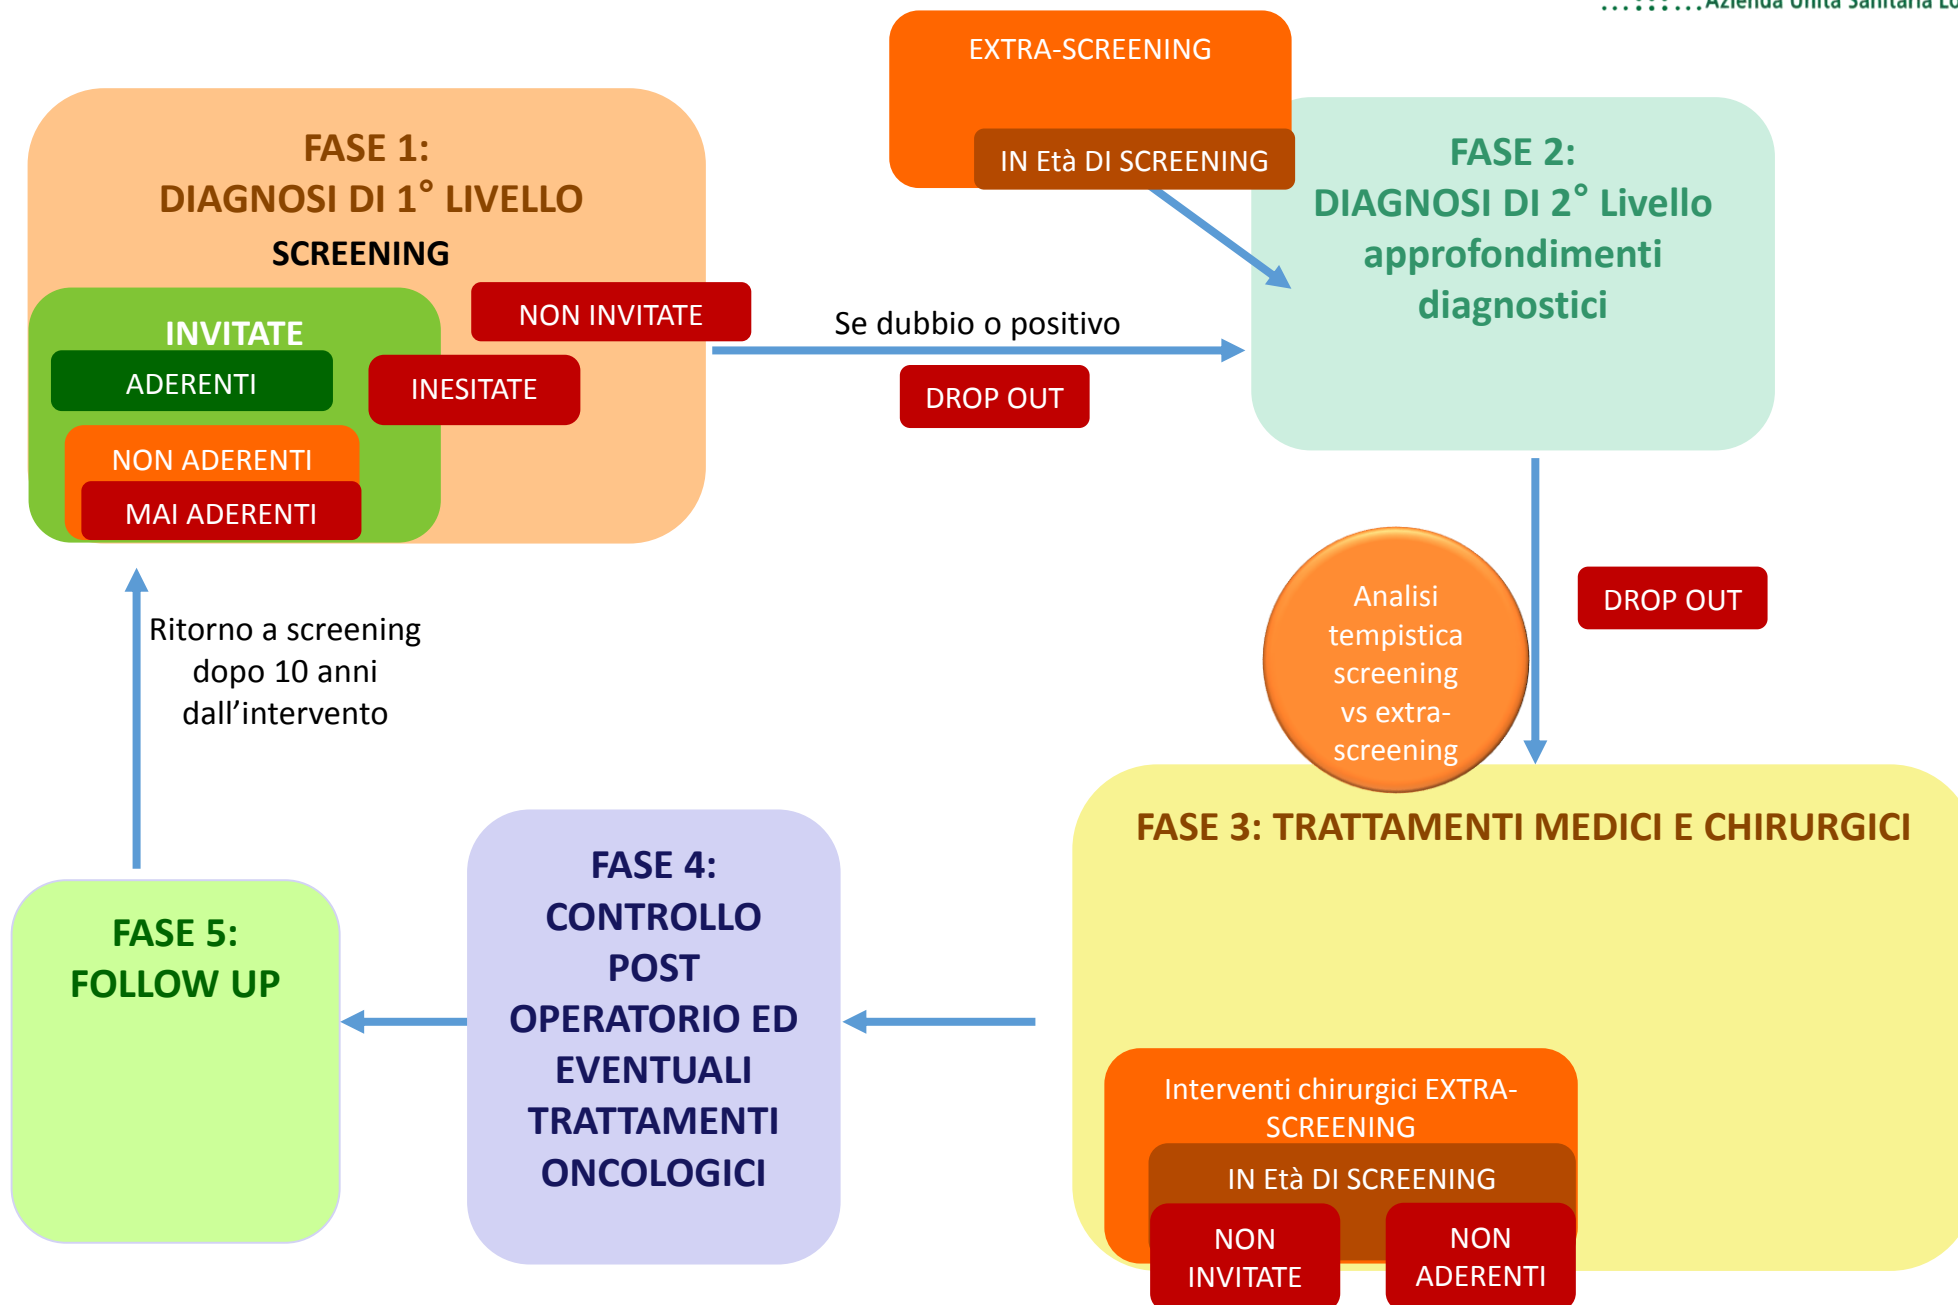 Azienda Unità Sanitaria Lo
EXTRA-SCREENING
IN Età DI SCREENING
FASE 1:
DIAGNOSI DI 1° LIVELLO
SCREENING
INVITATE
ADERENTI
NON ADERENTI
MAI ADERENTI
INESITATE
NON INVITATE
Se dubbio o positivo
DROP OUT
FASE 2:
DIAGNOSI DI 2° Livello
approfondimenti
diagnostici
DROP OUT
Analisi
tempistica
screening
vs extra-
screening
FASE 3: TRATTAMENTI MEDICI E CHIRURGICI
Interventi chirurgici EXTRA-
SCREENING
IN Età DI SCREENING
NON
INVITATE
NON
ADERENTI
FASE 4:
CONTROLLO
POST
OPERATORIO ED
EVENTUALI
TRATTAMENTI
ONCOLOGICI
FASE 5:
FOLLOW UP
Ritorno a screening
dopo 10 anni
dall’intervento